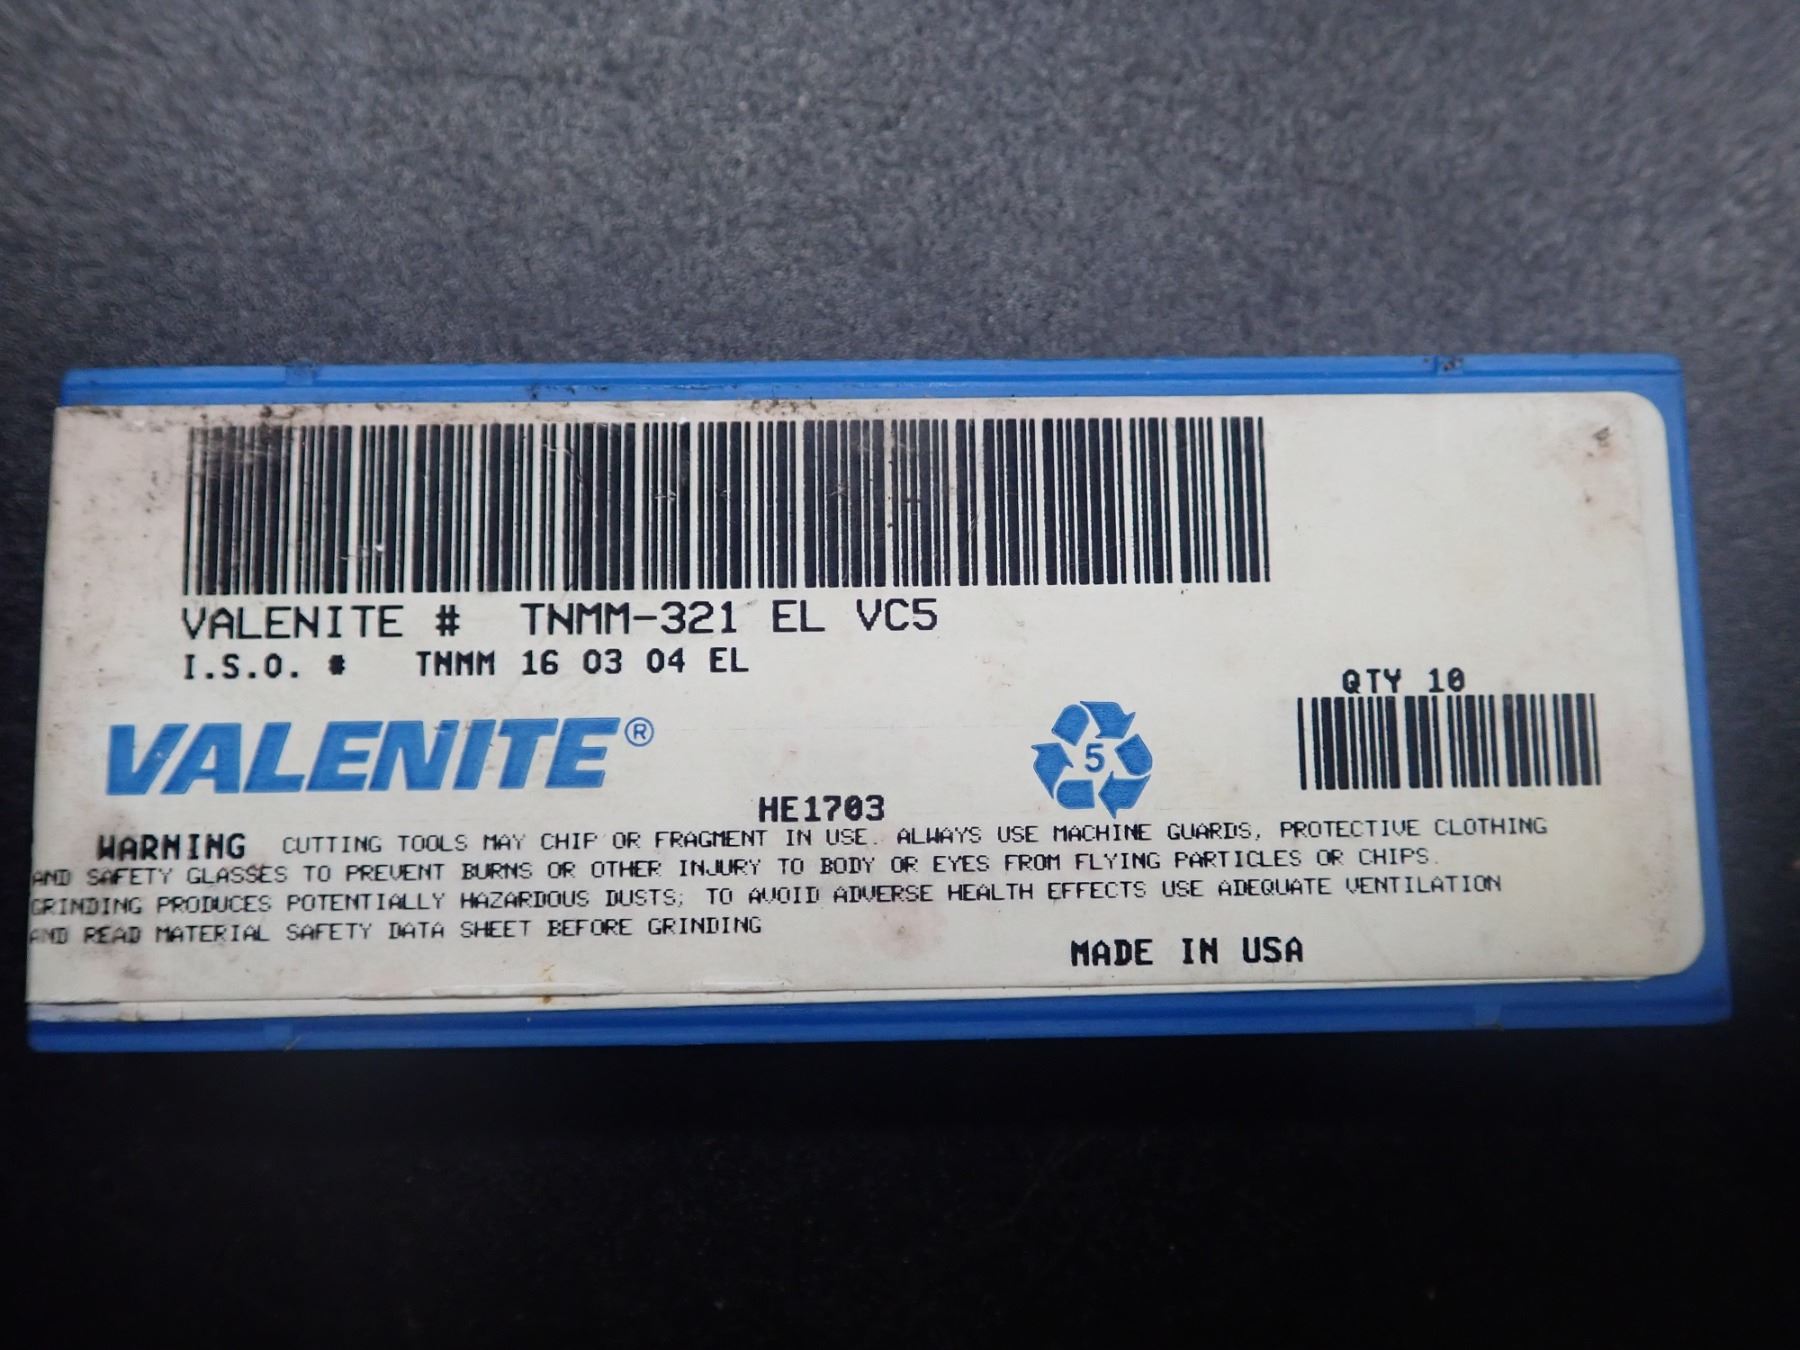 VALENITE # TNMM-321 EL VC5
I.S.O. # TNMM 16 03 04 EL
QTY 10
VALENITE®
5
HE1703
WARNING CUTTING TOOLS MAY CHIP OR FRAGMENT IN USE. ALWAYS USE MACHINE GUARDS, PROTECTIVE CLOTHING
AND SAFETY GLASSES TO PREVENT BURNS OR OTHER INJURY TO BODY OR EYES FROM FLYING PARTICLES OR CHIPS.
GRINDING PRODUCES POTENTIALLY HAZARDOUS DUSTS; TO AVOID ADVERSE HEALTH EFFECTS USE ADEQUATE VENTILATION
AND READ MATERIAL SAFETY DATA SHEET BEFORE GRINDING
MADE IN USA